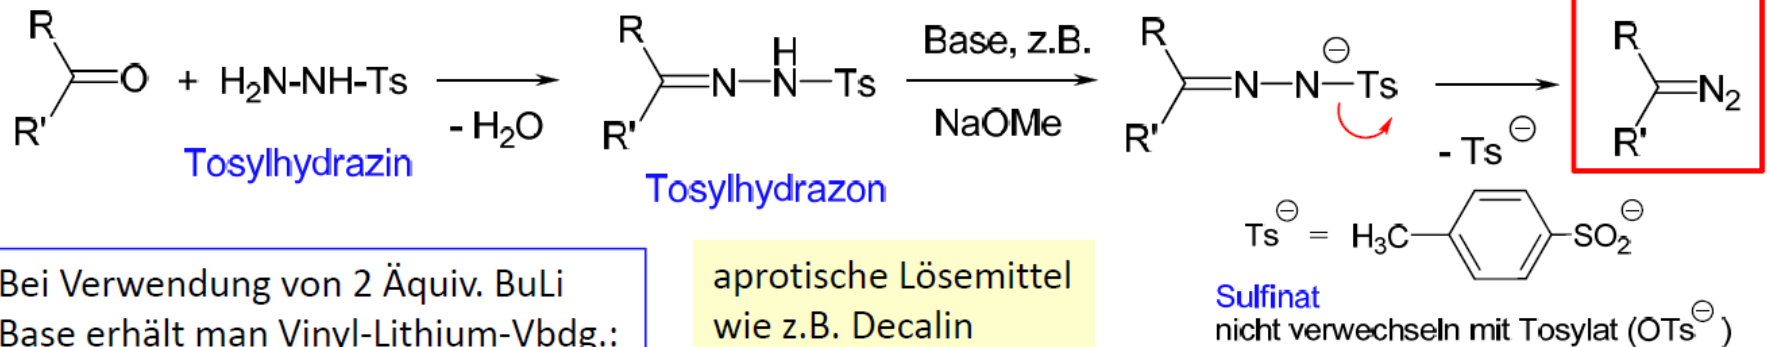 R
R'
O
+ H₂N-NH-Ts
- H₂O
Tosylhydrazin
R
R'
N
H
N
Ts
Tosylhydrazon
Base, z.B.
NaOMe
R
R'
N
N ⊖
Ts
- Ts ⊖
R
R'
N₂
Ts ⊖ = H₃C SO₂ ⊖
Sulfinat
nicht verwechseln mit Tosylat (OTs ⊖ )
Bei Verwendung von 2 Äquiv. BuLi
Base erhält man Vinyl-Lithium-Vbdg.:
aprotische Lösemittel
wie z.B. Decalin